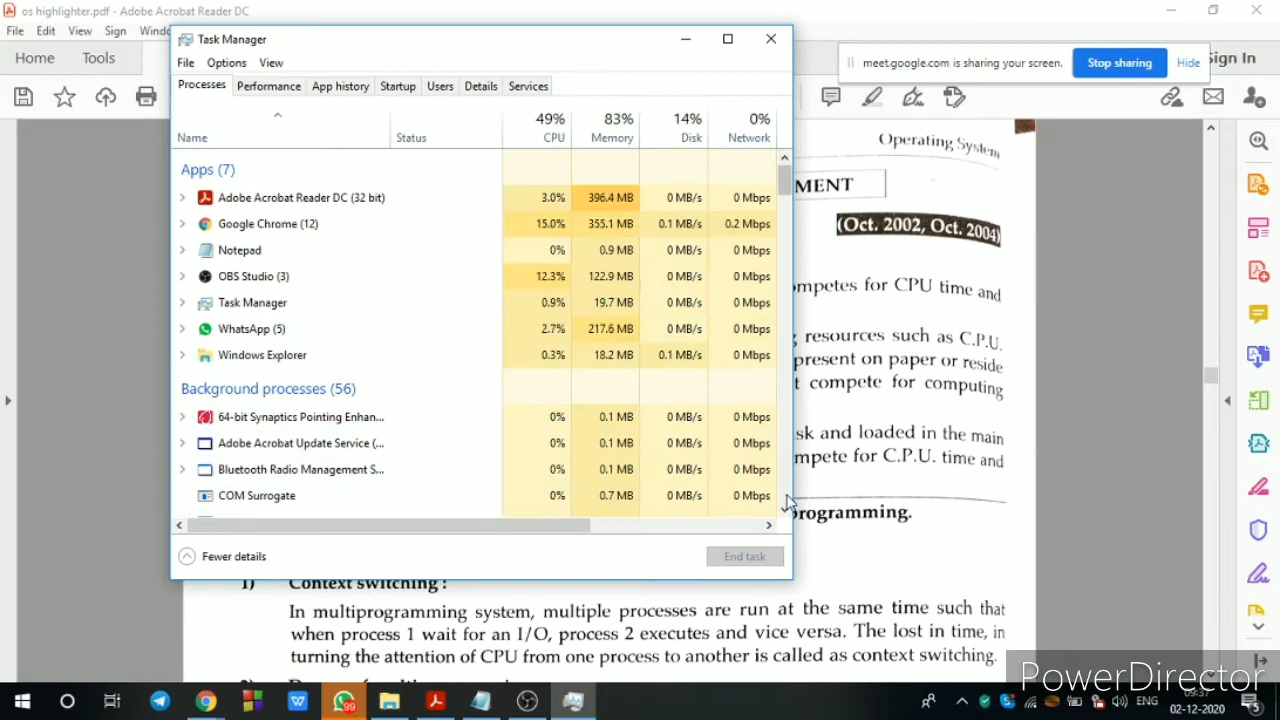 os highlighter.pdf - Adobe Acrobat Reader DC
File Edit View Sign Windo
Home Tools
Sign In
meet.google.com is sharing your screen. Stop sharing Hide
Task Manager
File Options View
Processes Performance App history Startup Users Details Services
49% 83% 14% 0%
Name Status CPU Memory Disk Network
Apps (7)
Adobe Acrobat Reader DC (32 bit) 3.0% 396.4 MB 0 MB/s 0 Mbps
Google Chrome (12) 15.0% 355.1 MB 0.1 MB/s 0.2 Mbps
Notepad 0% 0.9 MB 0 MB/s 0 Mbps
OBS Studio (3) 12.3% 122.9 MB 0 MB/s 0 Mbps
Task Manager 0.9% 19.7 MB 0 MB/s 0 Mbps
WhatsApp (5) 2.7% 217.6 MB 0 MB/s 0 Mbps
Windows Explorer 0.3% 18.2 MB 0.1 MB/s 0 Mbps
Background processes (56)
64-bit Synaptics Pointing Enhan... 0% 0.1 MB 0 MB/s 0 Mbps
Adobe Acrobat Update Service (... 0% 0.1 MB 0 MB/s 0 Mbps
Bluetooth Radio Management S... 0% 0.1 MB 0 MB/s 0 Mbps
COM Surrogate 0% 0.7 MB 0 MB/s 0 Mbps
Fewer details End task
Operating System
MENT
(Oct. 2002, Oct. 2004)
ompetes for CPU time and
resources such as C.P.U.
present on paper or reside
t compete for computing
sk and loaded in the main
mpete for C.P.U. time and
programming.
1) Context switching :
In multiprogramming system, multiple processes are run at the same time such that
when process 1 wait for an I/O, process 2 executes and vice versa. The lost in time, in
turning the attention of CPU from one process to another is called as context switching.
PowerDirector
99
ENG
09:37
02-12-2020
5